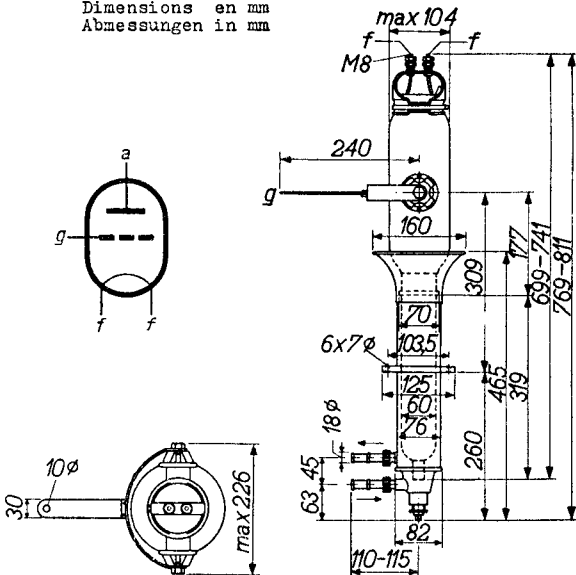 Dimensions en mm
Abmessungen in mm
max 104
f f
M8
240
g
160
177
309
699-741
769-811
a
g
f f
70
6x7ø
103,5
125
319
465
60
76
18ø
260
45
63
82
110-115
10ø
30
max 226